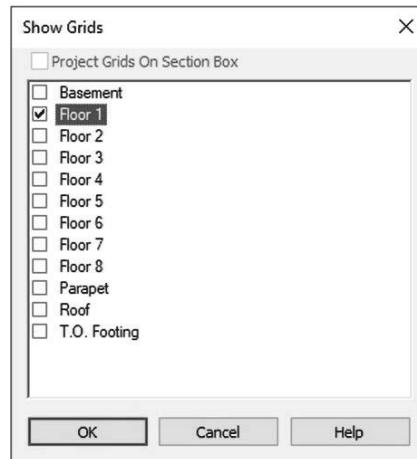 Show Grids
Project Grids On Section Box
Basement
Floor 1
Floor 2
Floor 3
Floor 4
Floor 5
Floor 6
Floor 7
Floor 8
Parapet
Roof
T.O. Footing
OK Cancel Help